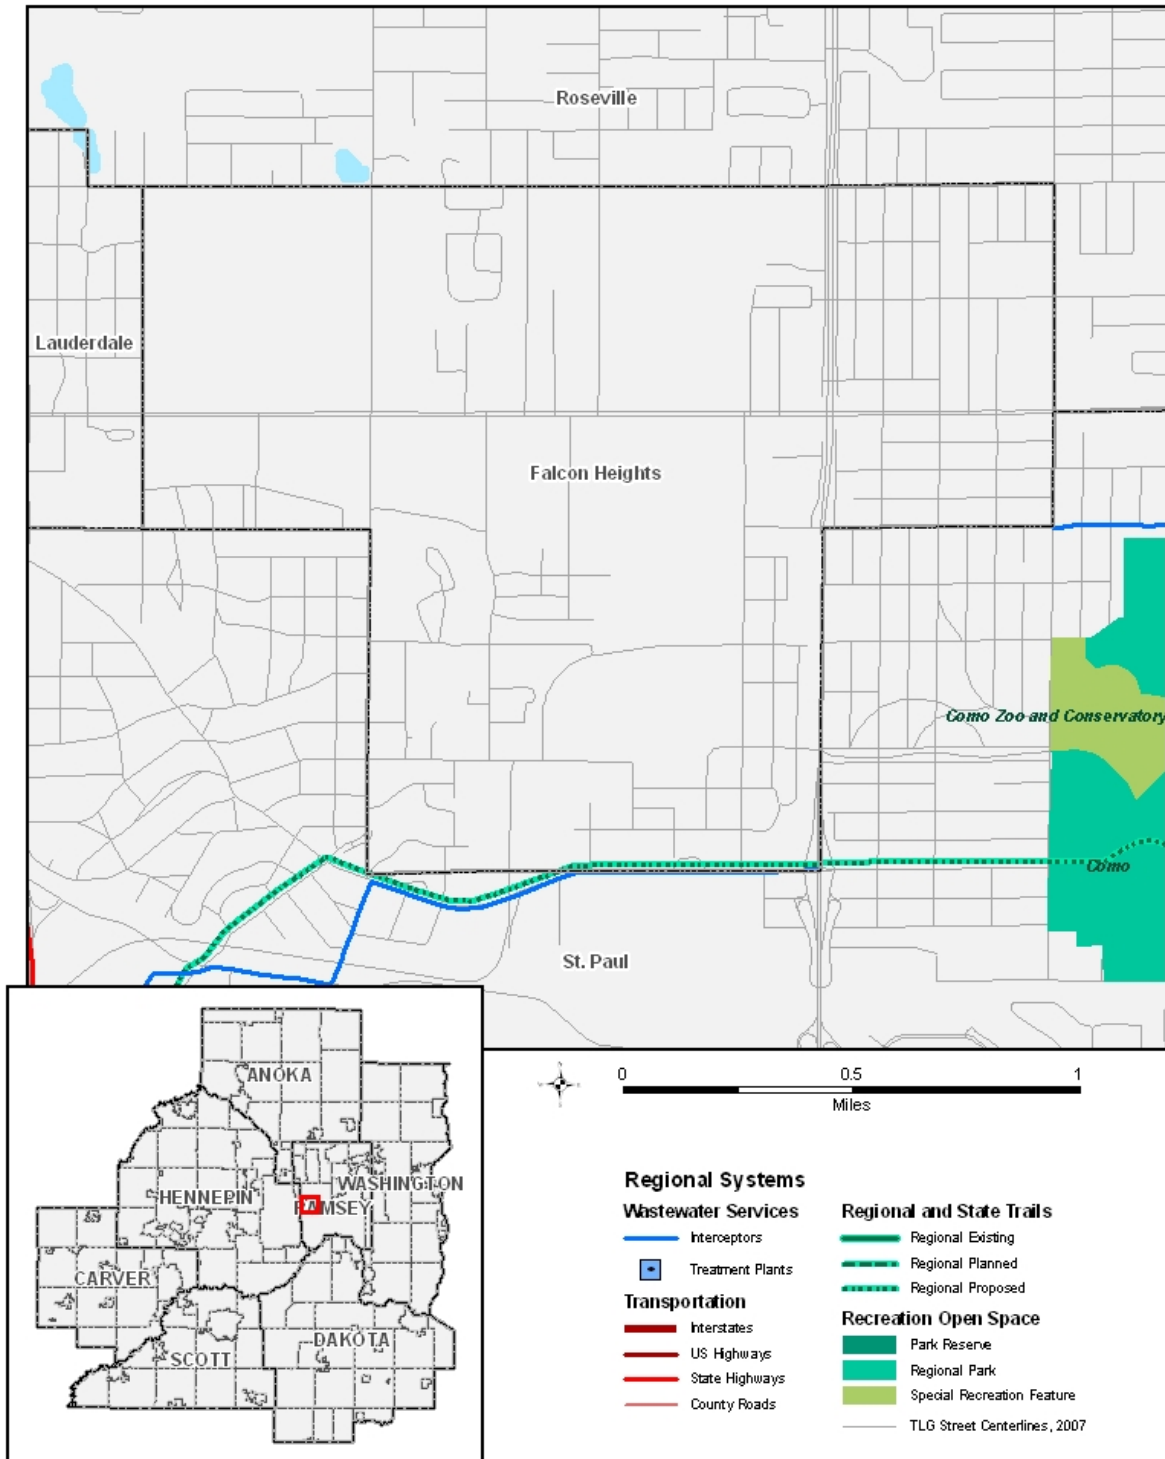 Roseville
Lauderdale
Falcon Heights
Como Zoo and Conservatory
Como
St. Paul
ANOKA
WASHINGTON
HENNEPIN
RAMSEY
CARVER
DAKOTA
SCOTT
0 0.5 1
Miles
Regional Systems
Wastewater Services
Interceptors
Treatment Plants
Transportation
Interstates
US Highways
State Highways
County Roads
Regional and State Trails
Regional Existing
Regional Planned
Regional Proposed
Recreation Open Space
Park Reserve
Regional Park
Special Recreation Feature
TLG Street Centerlines, 2007